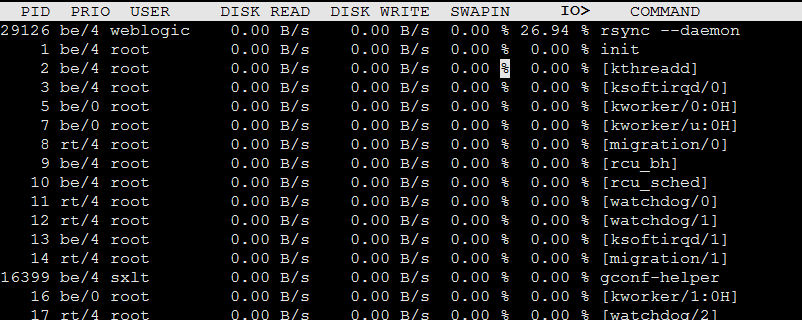 PID PRIO USER DISK READ DISK WRITE SWAPIN IO> COMMAND
29126 be/4 weblogic 0.00 B/s 0.00 B/s 0.00 % 26.94 % rsync --daemon
1 be/4 root 0.00 B/s 0.00 B/s 0.00 % 0.00 % init
2 be/4 root 0.00 B/s 0.00 B/s 0.00 % 0.00 % [kthreadd]
3 be/4 root 0.00 B/s 0.00 B/s 0.00 % 0.00 % [ksoftirqd/0]
5 be/0 root 0.00 B/s 0.00 B/s 0.00 % 0.00 % [kworker/0:0H]
7 be/0 root 0.00 B/s 0.00 B/s 0.00 % 0.00 % [kworker/u:0H]
8 rt/4 root 0.00 B/s 0.00 B/s 0.00 % 0.00 % [migration/0]
9 be/4 root 0.00 B/s 0.00 B/s 0.00 % 0.00 % [rcu_bh]
10 be/4 root 0.00 B/s 0.00 B/s 0.00 % 0.00 % [rcu_sched]
11 rt/4 root 0.00 B/s 0.00 B/s 0.00 % 0.00 % [watchdog/0]
12 rt/4 root 0.00 B/s 0.00 B/s 0.00 % 0.00 % [watchdog/1]
13 be/4 root 0.00 B/s 0.00 B/s 0.00 % 0.00 % [ksoftirqd/1]
14 rt/4 root 0.00 B/s 0.00 B/s 0.00 % 0.00 % [migration/1]
16399 be/4 sxlt 0.00 B/s 0.00 B/s 0.00 % 0.00 % gconf-helper
16 be/0 root 0.00 B/s 0.00 B/s 0.00 % 0.00 % [kworker/1:0H]
17 rt/4 root 0.00 B/s 0.00 B/s 0.00 % 0.00 % [watchdog/2]